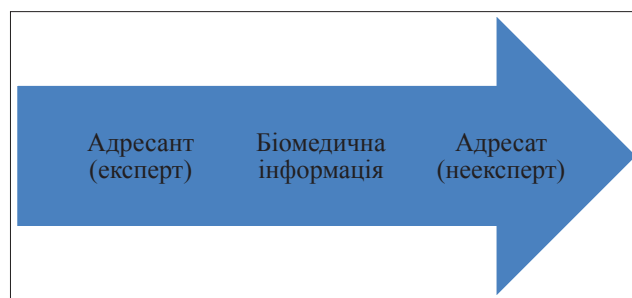 Адресант
(експерт)
Біомедична
інформація
Адресат
(неексперт)